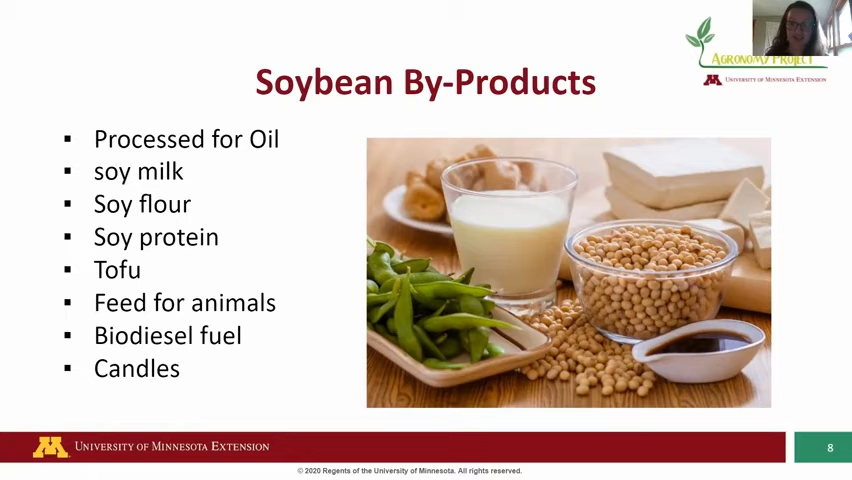 AGRONOMY PROJECT
UNIVERSITY OF MINNESOTA EXTENSION
Soybean By-Products
▪ Processed for Oil
▪ soy milk
▪ Soy flour
▪ Soy protein
▪ Tofu
▪ Feed for animals
▪ Biodiesel fuel
▪ Candles
UNIVERSITY OF MINNESOTA EXTENSION
8
© 2020 Regents of the University of Minnesota. All rights reserved.